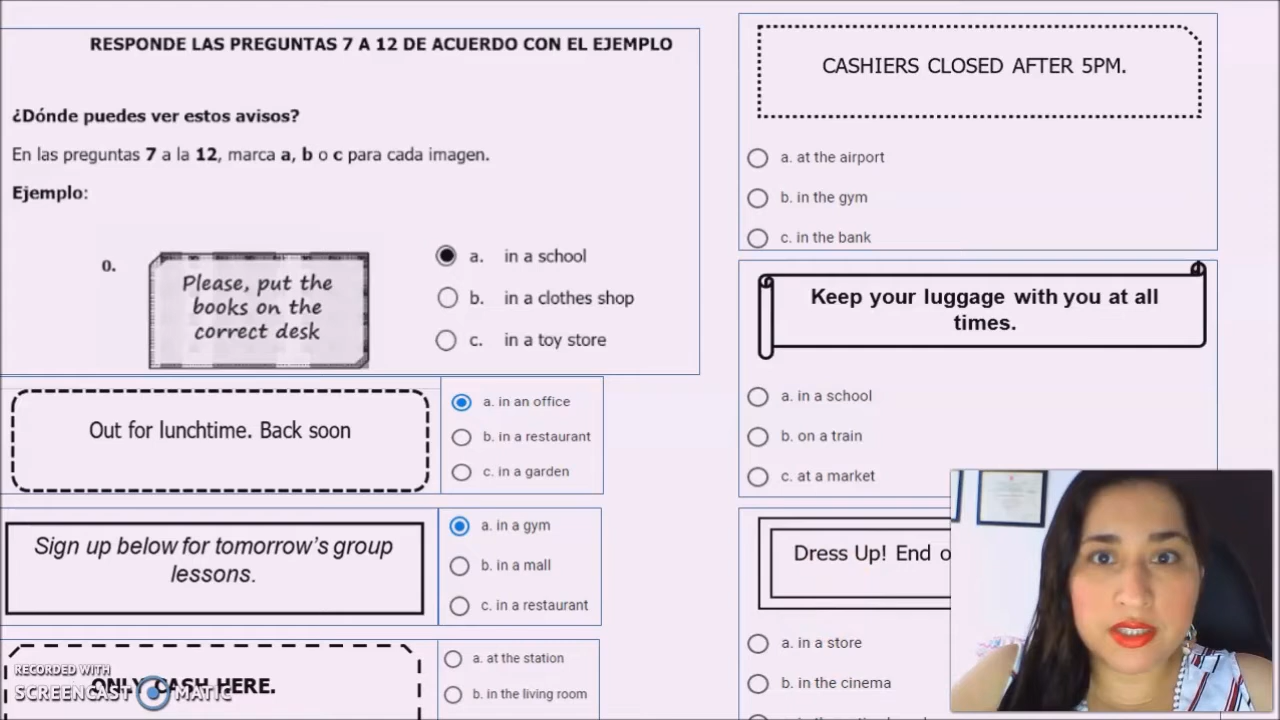 RESPONDE LAS PREGUNTAS 7 A 12 DE ACUERDO CON EL EJEMPLO
¿Dónde puedes ver estos avisos?
En las preguntas 7 a la 12, marca a, b o c para cada imagen.
Ejemplo:
0.
Please, put the
books on the
correct desk
a. in a school
b. in a clothes shop
c. in a toy store
Out for lunchtime. Back soon
a. in an office
b. in a restaurant
c. in a garden
Sign up below for tomorrow's group
lessons.
a. in a gym
b. in a mall
c. in a restaurant
ONLY CASH HERE.
a. at the station
b. in the living room
RECORDED WITH
SCREENCAST MATIC
CASHIERS CLOSED AFTER 5PM.
a. at the airport
b. in the gym
c. in the bank
Keep your luggage with you at all
times.
a. in a school
b. on a train
c. at a market
Dress Up! End o
a. in a store
b. in the cinema